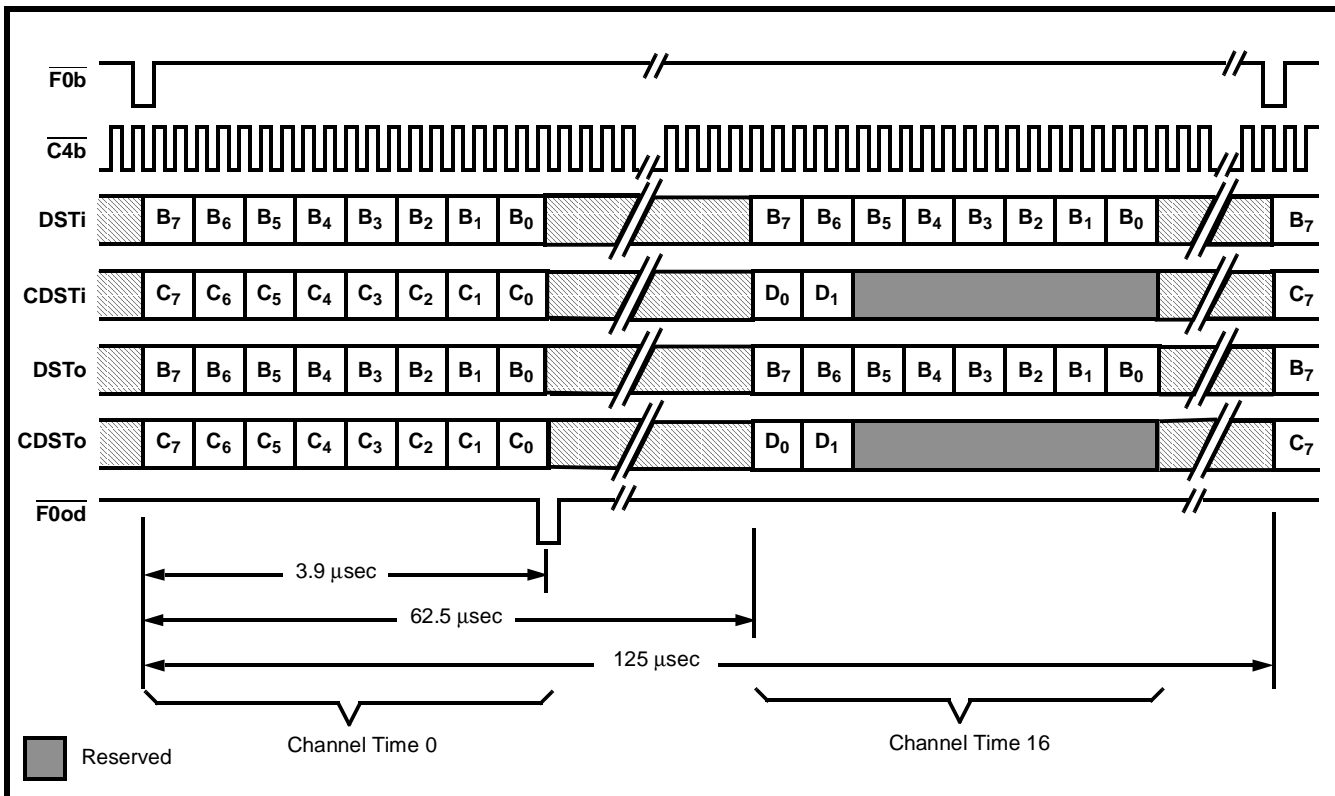 F0b
C4b
DSTi B7 B6 B5 B4 B3 B2 B1 B0 B7 B6 B5 B4 B3 B2 B1 B0 B7
CDSTi C7 C6 C5 C4 C3 C2 C1 C0 D0 D1 C7
DSTo B7 B6 B5 B4 B3 B2 B1 B0 B7 B6 B5 B4 B3 B2 B1 B0 B7
CDSTo C7 C6 C5 C4 C3 C2 C1 C0 D0 D1 C7
F0od
3.9 μsec
62.5 μsec
125 μsec
Channel Time 0 Channel Time 16
Reserved